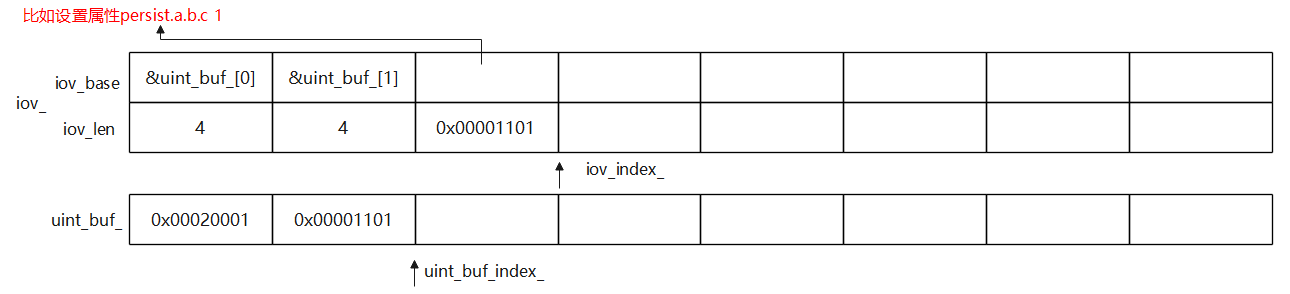 比如设置属性persist.a.b.c 1
iov_
iov_base &uint_buf_[0] &uint_buf_[1]
iov_len 4 4 0x00001101
iov_index_
uint_buf_ 0x00020001 0x00001101
uint_buf_index_